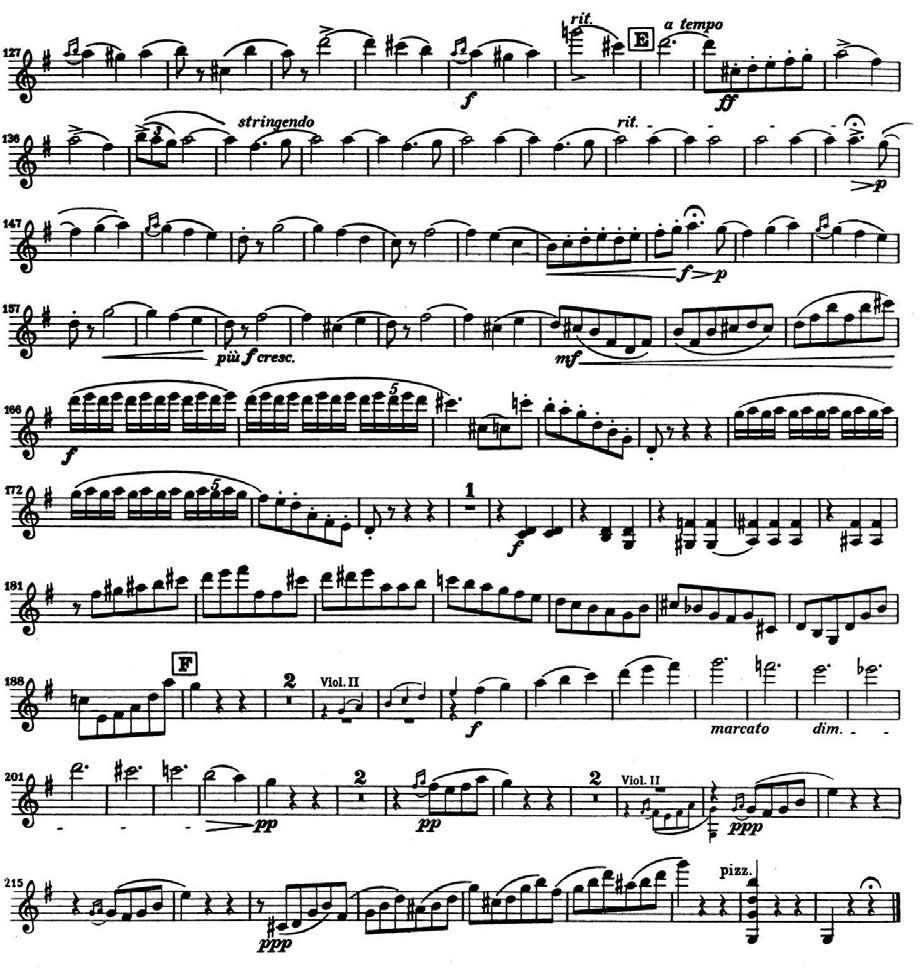 rit. E a tempo
127
f ff
136 3 stringendo rit. - - - -
p
147
f p
157
più f cresc. mf
166 5
f
172 5 1
f
181
F
188 2 Viol. II
f marcato dim. - -
201 2 2 Viol. II
- - - pp pp ppp
215 pizz.
ppp